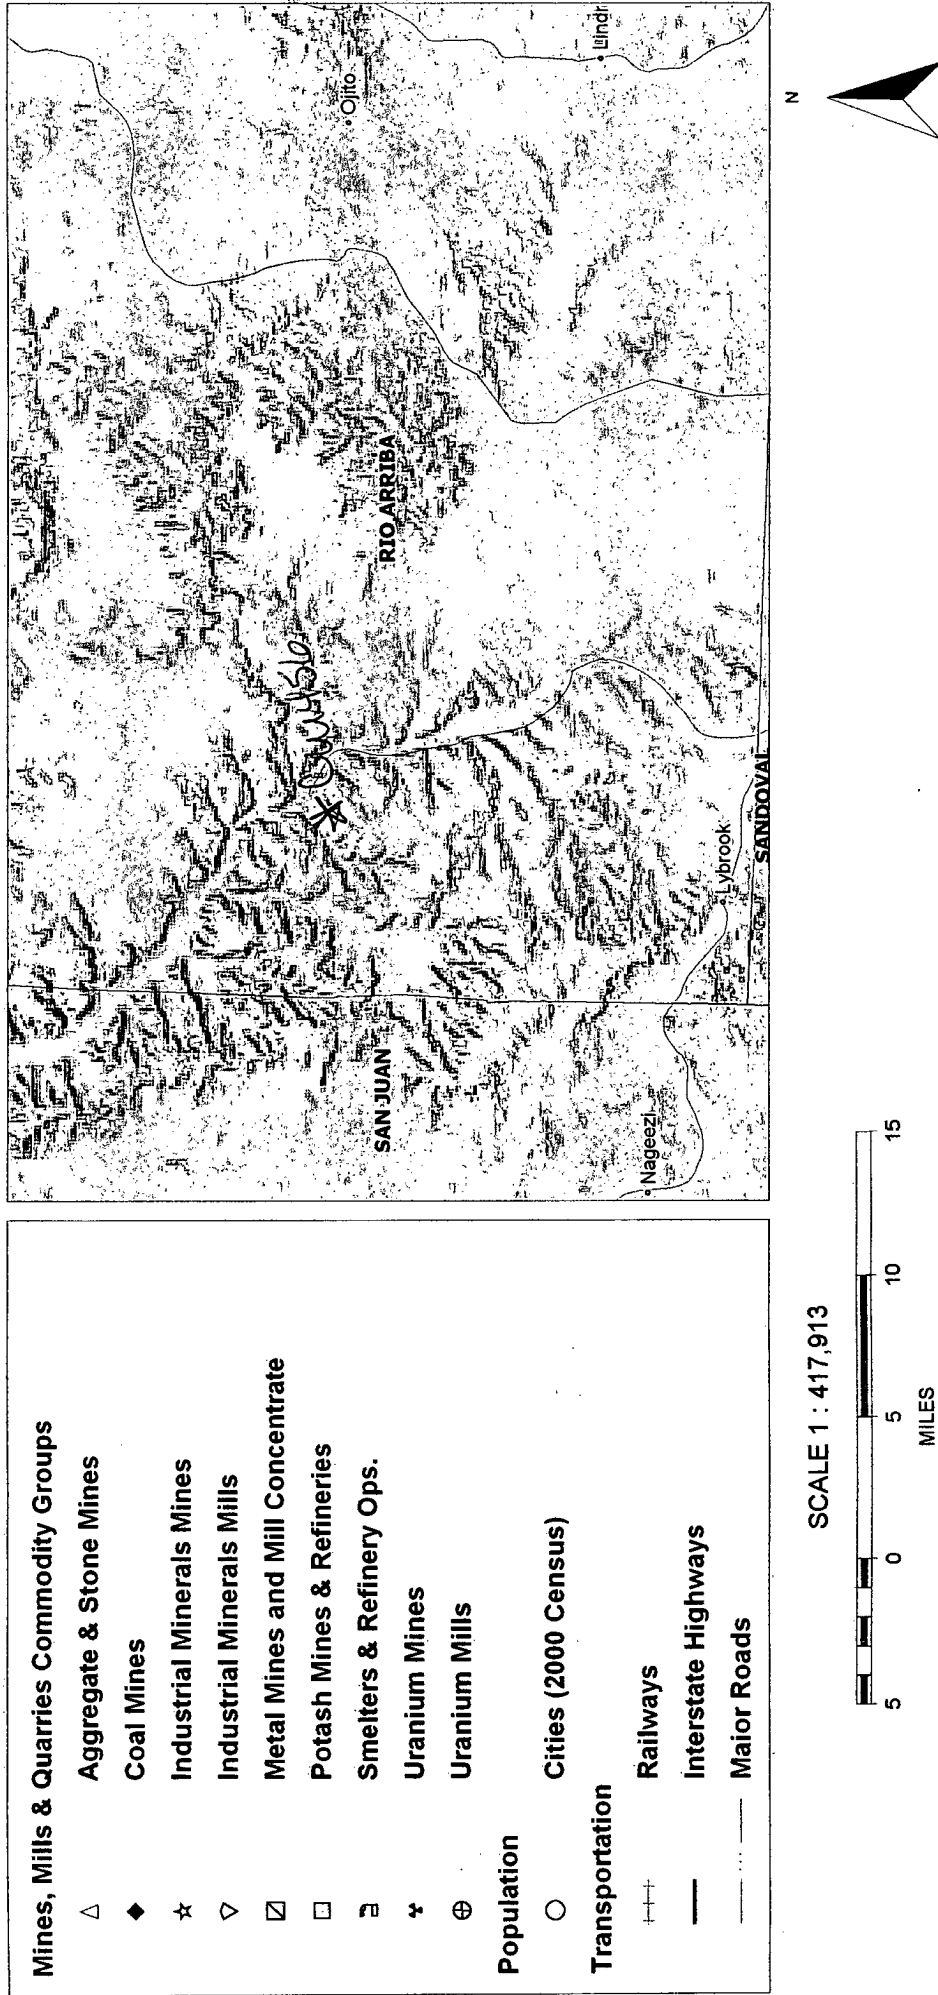 Mines, Mills & Quarries Commodity Groups
Aggregate & Stone Mines
Coal Mines
Industrial Minerals Mines
Industrial Minerals Mills
Metal Mines and Mill Concentrate
Potash Mines & Refineries
Smelters & Refinery Ops.
Uranium Mines
Uranium Mills
Population
Cities (2000 Census)
Transportation
Railways
Interstate Highways
Major Roads
Ojito
Lindr
RIO ARRIBA
SAN JUAN
Nageezi
Lybrook
SANDOVAL
N
SCALE 1 : 417,913
5 0 5 10 15
MILES